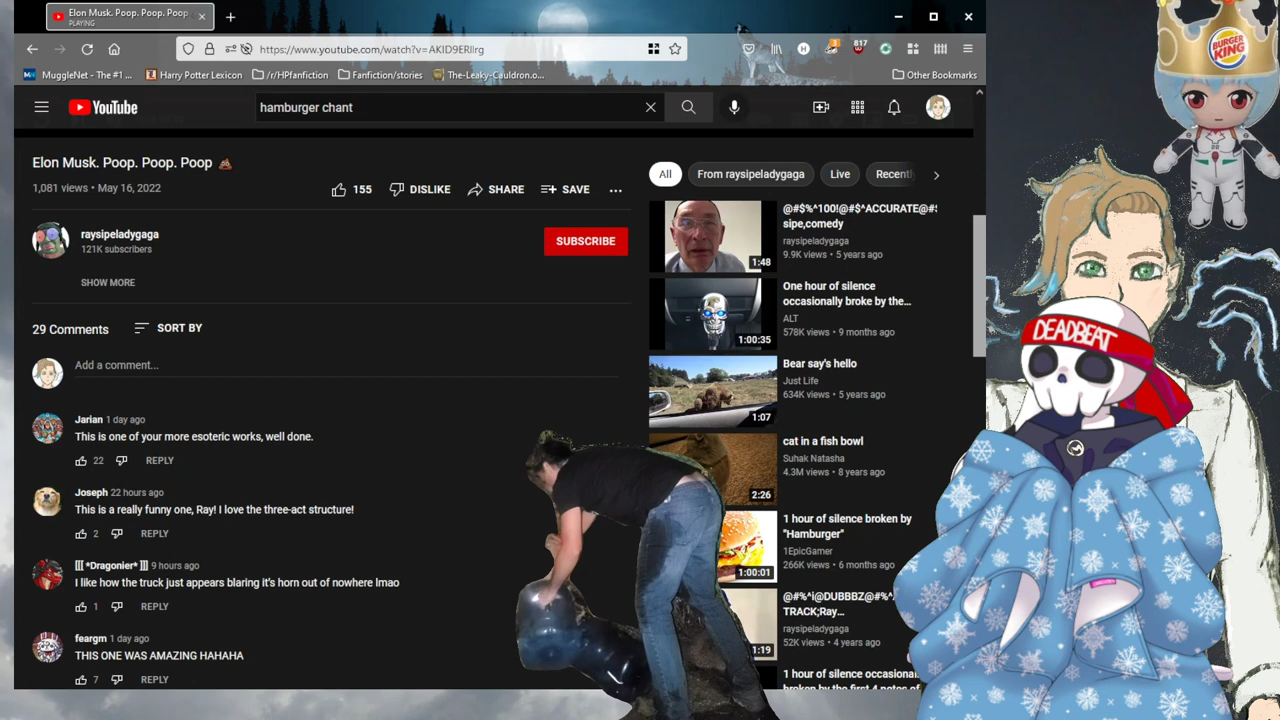 Elon Musk. Poop. Poop. Poop
PLAYING
https://www.youtube.com/watch?v=AKID9ERIlrg
3
817
MuggleNet - The #1 ...
Harry Potter Lexicon
/r/HPfanfiction
Fanfiction/stories
The-Leaky-Cauldron.o...
Other Bookmarks
YouTube
hamburger chant
Elon Musk. Poop. Poop. Poop 💩
1,081 views • May 16, 2022
155
DISLIKE
SHARE
SAVE
...
raysipeladygaga
121K subscribers
SUBSCRIBE
SHOW MORE
29 Comments
SORT BY
Add a comment...
Jarian 1 day ago
This is one of your more esoteric works, well done.
22 REPLY
Joseph 22 hours ago
This is a really funny one, Ray! I love the three-act structure!
2 REPLY
[[[ *Dragonier* ]]] 9 hours ago
I like how the truck just appears blaring it's horn out of nowhere lmao
1 REPLY
feargm 1 day ago
THIS ONE WAS AMAZING HAHAHA
7 REPLY
All
From raysipeladygaga
Live
Recentl
@#$%^100!@#$^ACCURATE@#$
sipe,comedy
raysipeladygaga
9.9K views • 5 years ago
1:48
One hour of silence
occasionally broke by the...
ALT
578K views • 9 months ago
1:00:35
Bear say's hello
Just Life
634K views • 5 years ago
1:07
cat in a fish bowl
Suhak Natasha
4.3M views • 8 years ago
2:26
1 hour of silence broken by
"Hamburger"
1EpicGamer
266K views • 6 months ago
1:00:01
@#%^i@DUBBBZ@#%^
TRACK;Ray...
raysipeladygaga
52K views • 4 years ago
1:19
1 hour of silence occasional
broken by the first 4 notes of
BURGER
KING
DEADBEAT